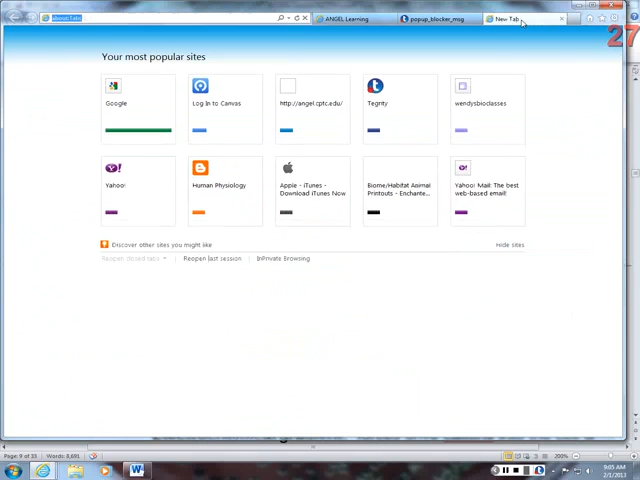 about:Tabs
ANGEL Learning
popup_blocker_msg
New Tab
27
Your most popular sites
Google
Log In to Canvas
http://angel.cptc.edu/
Tegrity
wendysbioclasses
Yahoo!
Human Physiology
Apple - iTunes -
Download iTunes Now
Biome/Habitat Animal
Printouts - Enchante...
Yahoo! Mail: The best
web-based email!
Discover other sites you might like
Hide sites
Reopen closed tabs
Reopen last session
InPrivate Browsing
Page: 9 of 33
Words: 8,691
200%
9:05 AM
2/1/2013